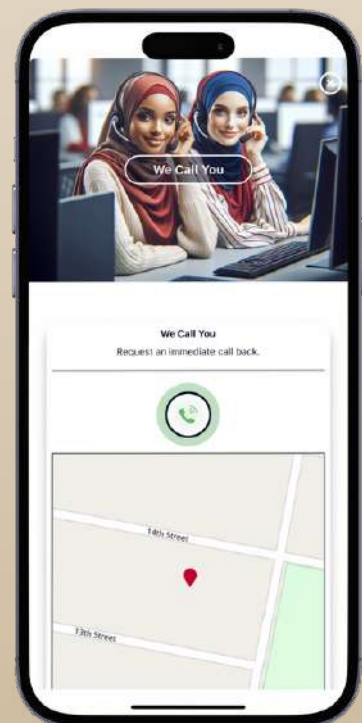 We Call You
We Call You
Request an immediate call back.
14th Street
13th Street